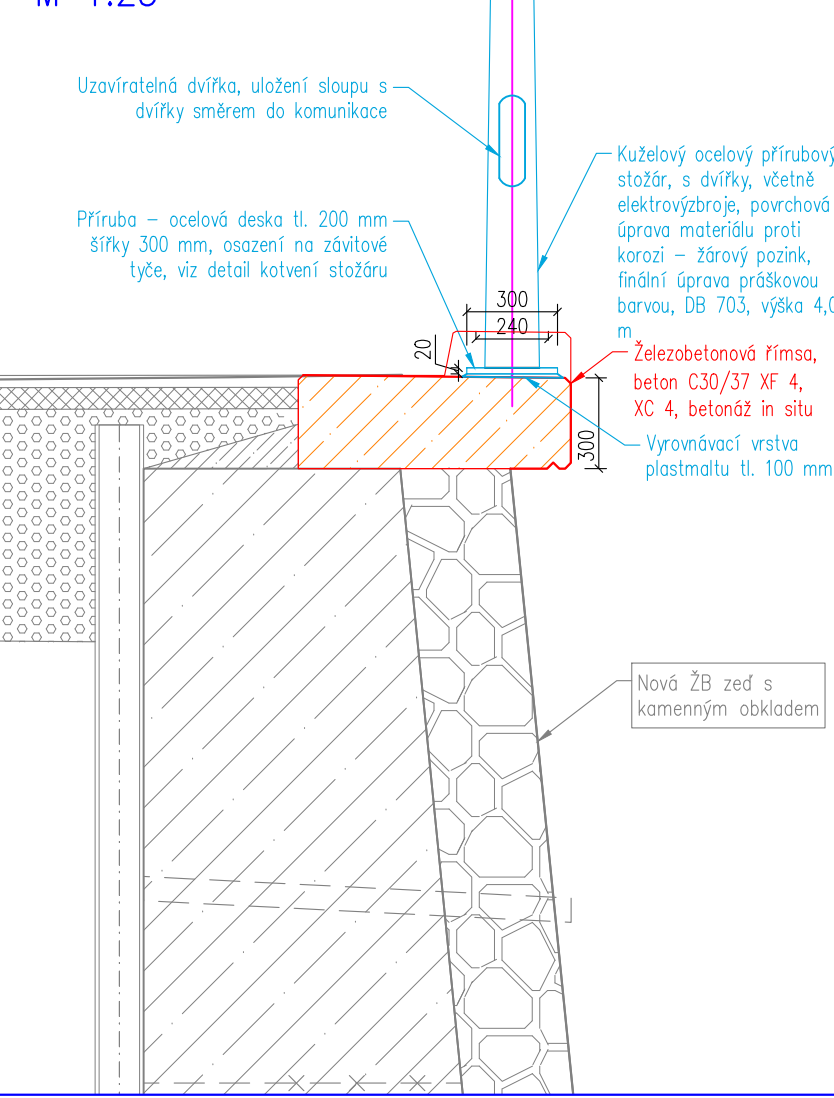 Uzavíratelná dvířka, uložení sloupu s
dvířky směrem do komunikace
Kuželový ocelový přírubový
stožár, s dvířky, včetně
elektrovýzbroje, povrchová
úprava materiálu proti
korozi – žárový pozink,
finální úprava práškovou
barvou, DB 703, výška 4,0
m
Příruba – ocelová deska tl. 200 mm
šířky 300 mm, osazení na závitové
tyče, viz detail kotvení stožáru
300
240
20
Železobetonová římsa,
beton C30/37 XF 4,
XC 4, betonáž in situ
300
Vyrovnávací vrstva
plastmaltu tl. 100 mm
Nová ŽB zeď s
kamenným obkladem